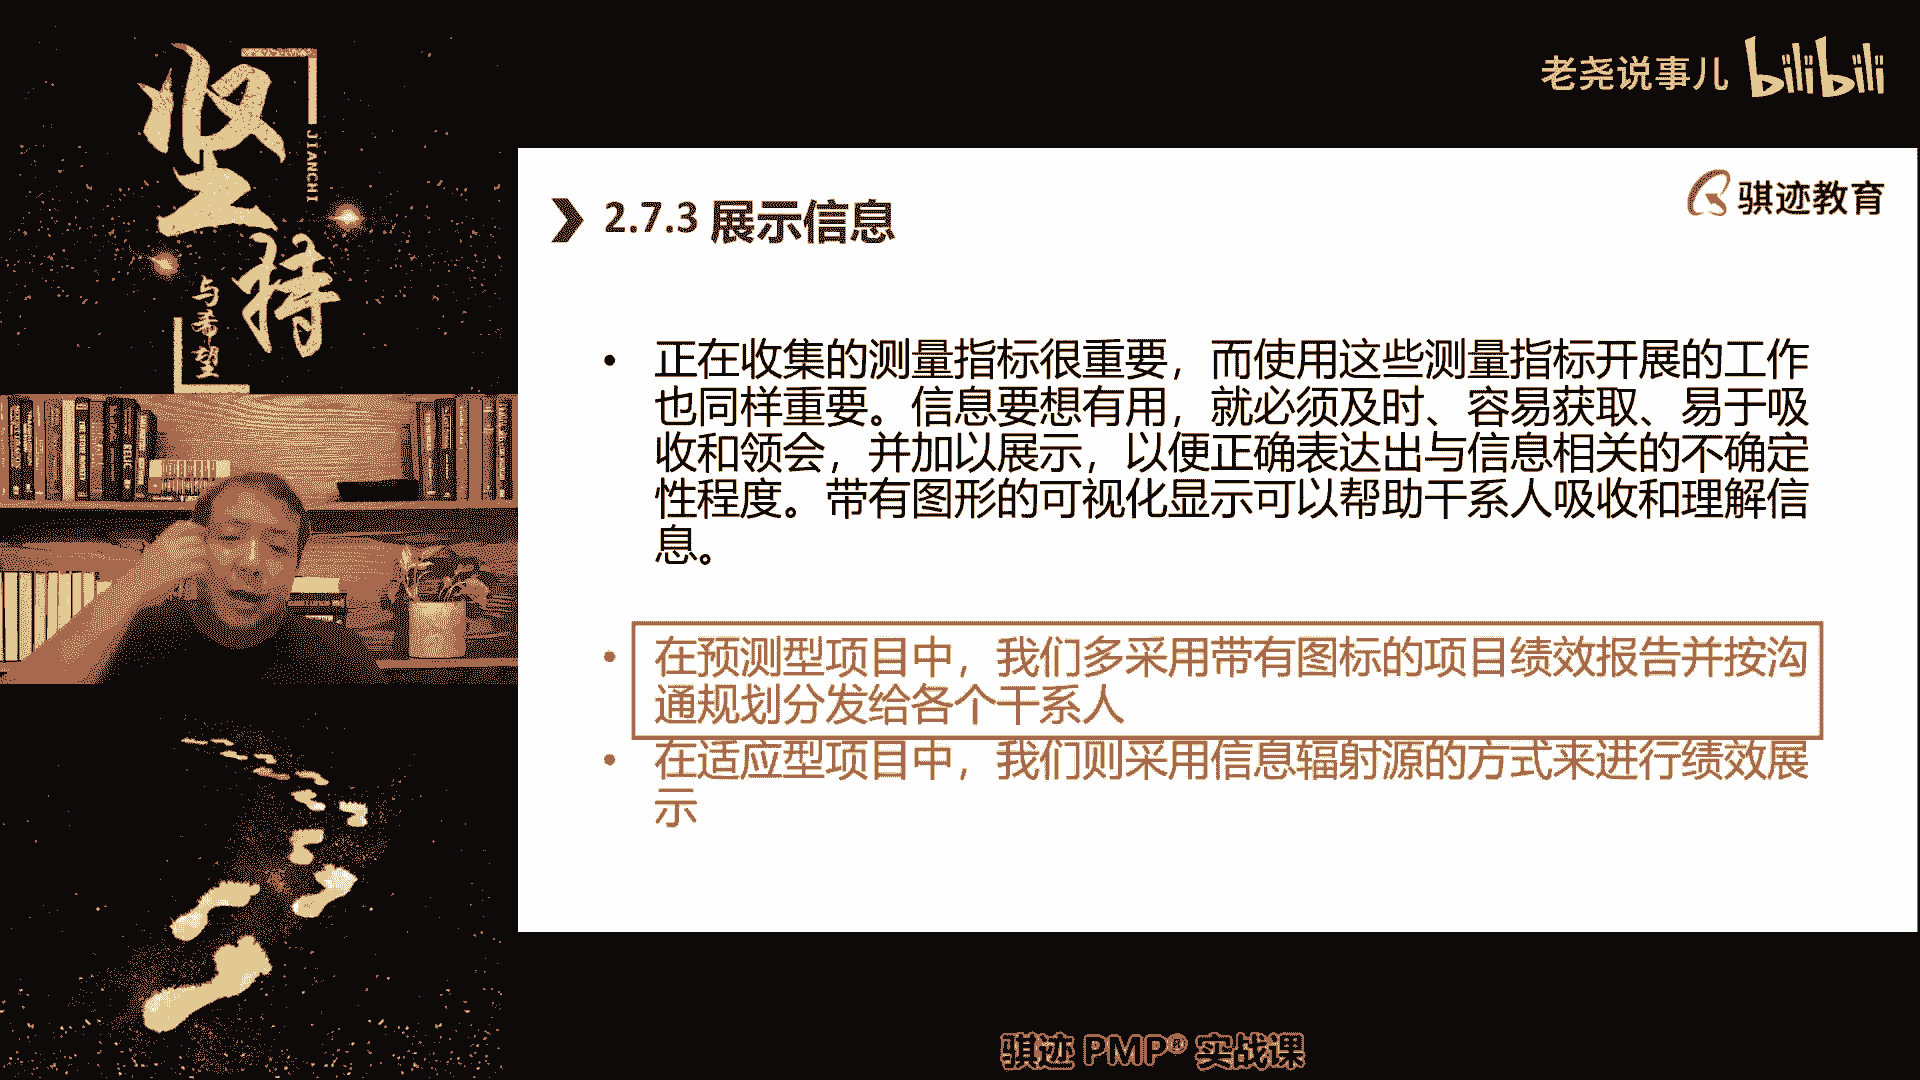 坚持
JIANCHI
与希望
老尧说事儿 bilibili
骐迹教育
2.7.3 展示信息
• 正在收集的测量指标很重要，而使用这些测量指标开展的工作
也同样重要。信息要想有用，就必须及时、容易获取、易于吸
收和领会，并加以展示，以便正确表达出与信息相关的不确定
性程度。带有图形的可视化显示可以帮助干系人吸收和理解信
息。
• 在预测型项目中，我们多采用带有图标的项目绩效报告并按沟
通规划分发给各个干系人
• 在适应型项目中，我们则采用信息辐射源的方式来进行绩效展
示
骐迹 PMP® 实战课